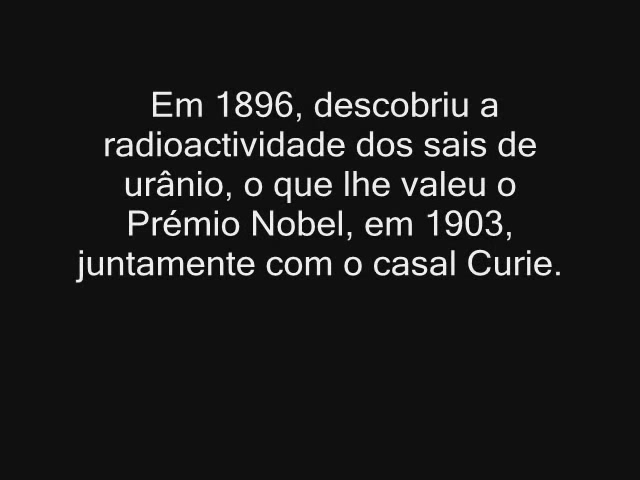 Em 1896, descobriu a
radioactividade dos sais de
urânio, o que lhe valeu o
Prémio Nobel, em 1903,
juntamente com o casal Curie.